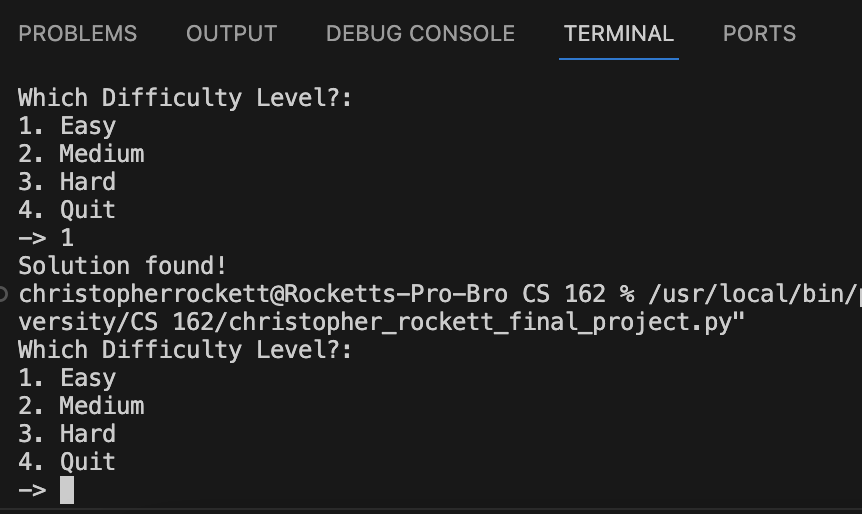 PROBLEMS OUTPUT DEBUG CONSOLE TERMINAL PORTS
Which Difficulty Level?:
1. Easy
2. Medium
3. Hard
4. Quit
-> 1
Solution found!
christopherrockett@Rocketts-Pro-Bro CS 162 % /usr/local/bin/
versity/CS 162/christopher_rockett_final_project.py"
Which Difficulty Level?:
1. Easy
2. Medium
3. Hard
4. Quit
->